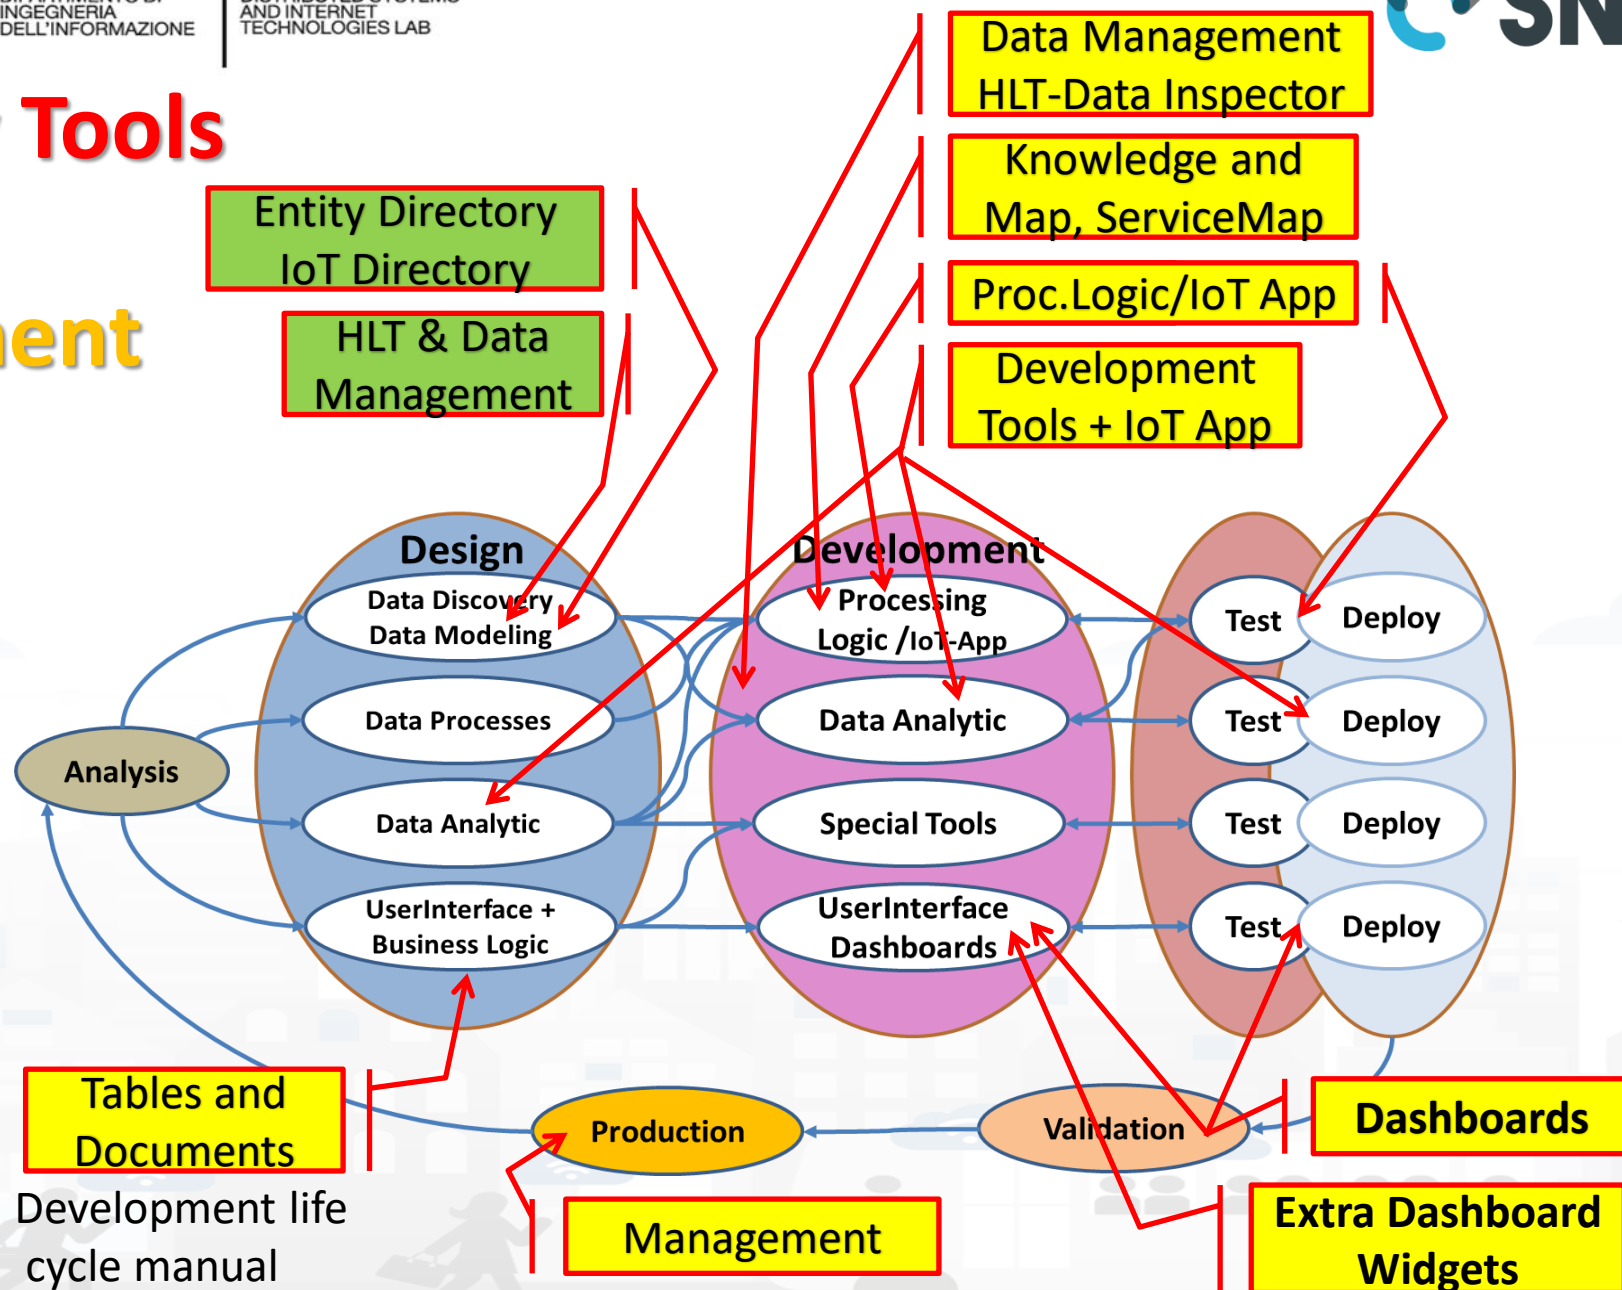 INGEGNERIA
DELL'INFORMAZIONE
AND INTERNET
TECHNOLOGIES LAB
SN
Tools
Data Management
HLT-Data Inspector
Knowledge and
Map, ServiceMap
Entity Directory
IoT Directory
Proc.Logic/IoT App
HLT & Data
Management
Development
Tools + IoT App
Design
Data Discovery
Data Modeling
Data Processes
Data Analytic
UserInterface +
Business Logic
Analysis
Development
Processing
Logic /IoT-App
Data Analytic
Special Tools
UserInterface
Dashboards
Test
Deploy
Test
Deploy
Test
Deploy
Test
Deploy
Tables and
Documents
Development life
cycle manual
Production
Management
Validation
Dashboards
Extra Dashboard
Widgets